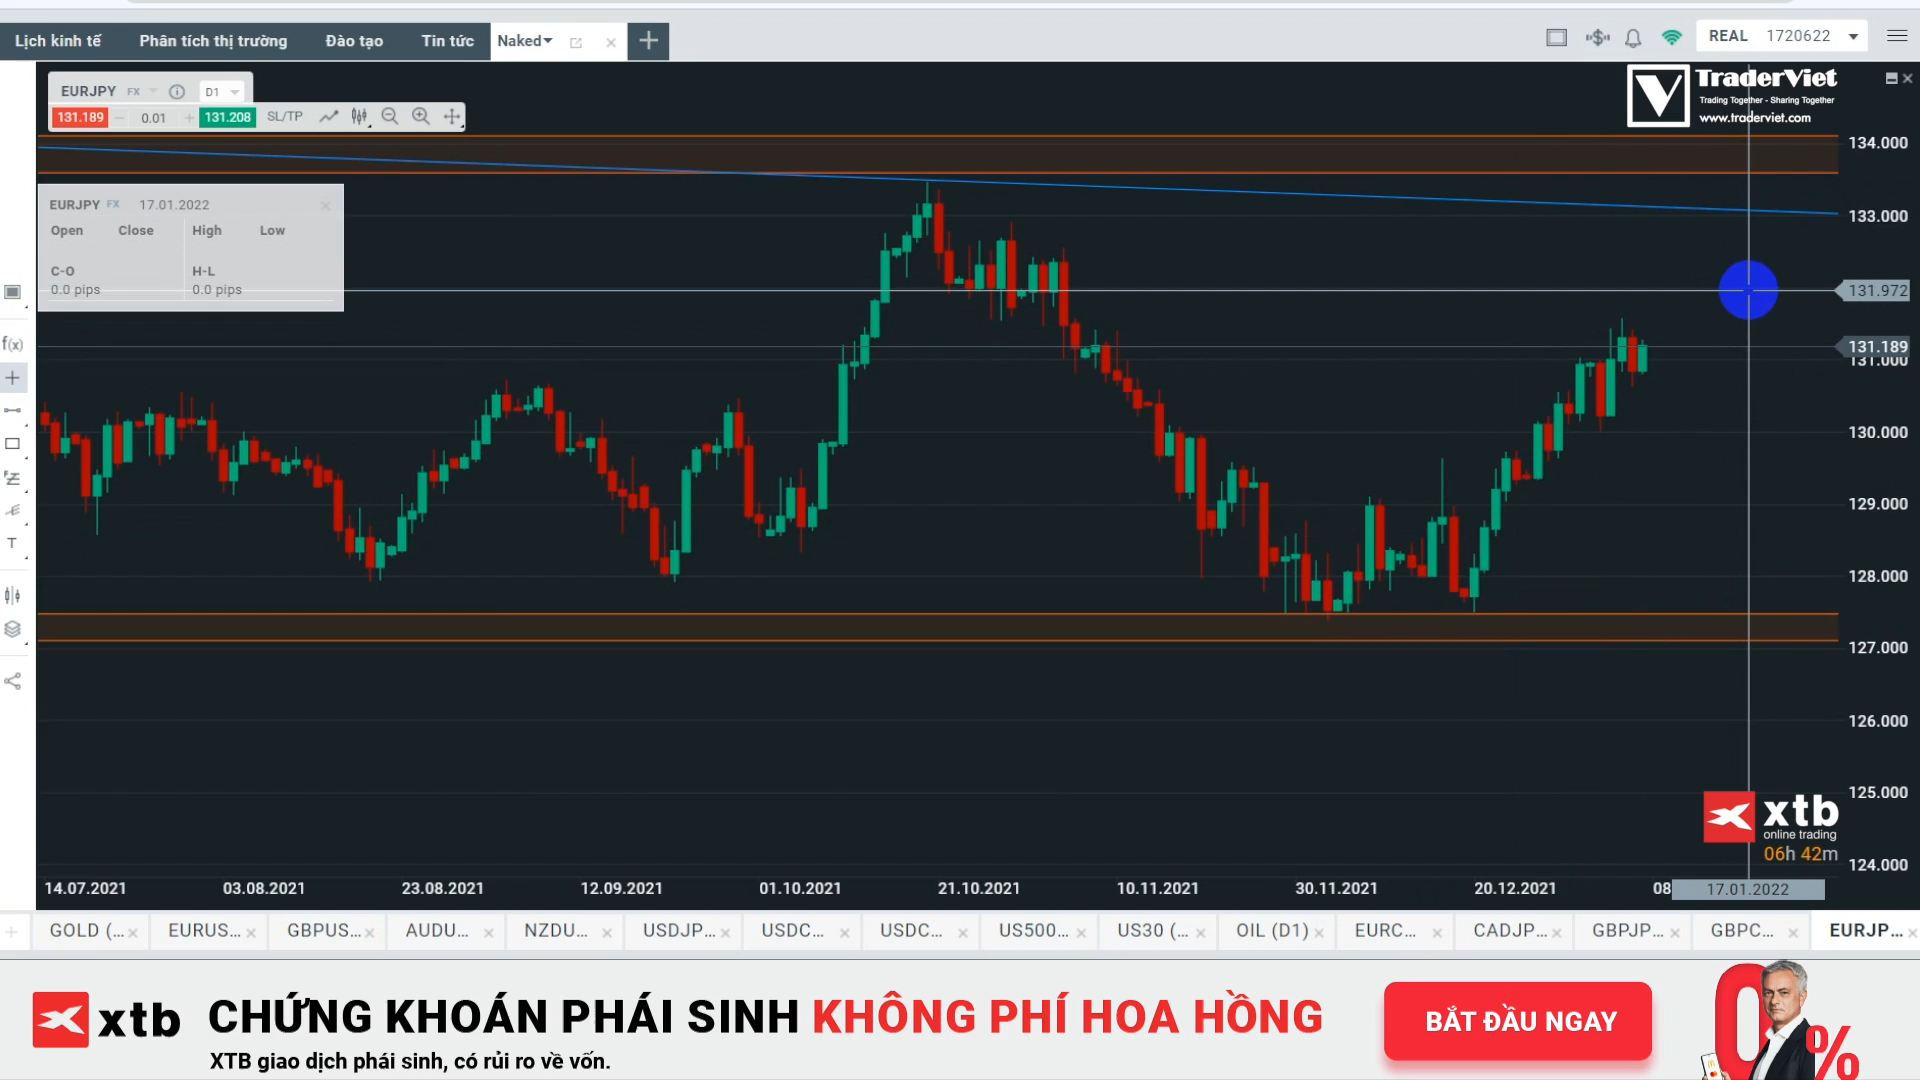 Lịch kinh tế Phân tích thị trường Đào tạo Tin tức Naked REAL 1720622
EURJPY FX D1
131.189 0.01 131.208 SL/TP
TraderViet
Trading Together - Sharing Together
www.traderviet.com
134.000
EURJPY FX 17.01.2022
Open Close High Low
C-O H-L
0.0 pips 0.0 pips
133.000
131.972
f(x)
131.189
131.000
130.000
129.000
T
128.000
127.000
126.000
125.000
xtb
online trading
06h 42m
124.000
14.07.2021 03.08.2021 23.08.2021 12.09.2021 01.10.2021 21.10.2021 10.11.2021 30.11.2021 20.12.2021 08 17.01.2022
GOLD (... EURUS... GBPUS... AUDU... NZDU... USDJP... USDC... USDC... US500... US30 (... OIL (D1) EURC... CADJP... GBPJP... GBPC... EURJP...
xtb CHỨNG KHOÁN PHÁI SINH KHÔNG PHÍ HOA HỒNG
BẮT ĐẦU NGAY
0%
XTB giao dịch phái sinh, có rủi ro về vốn.